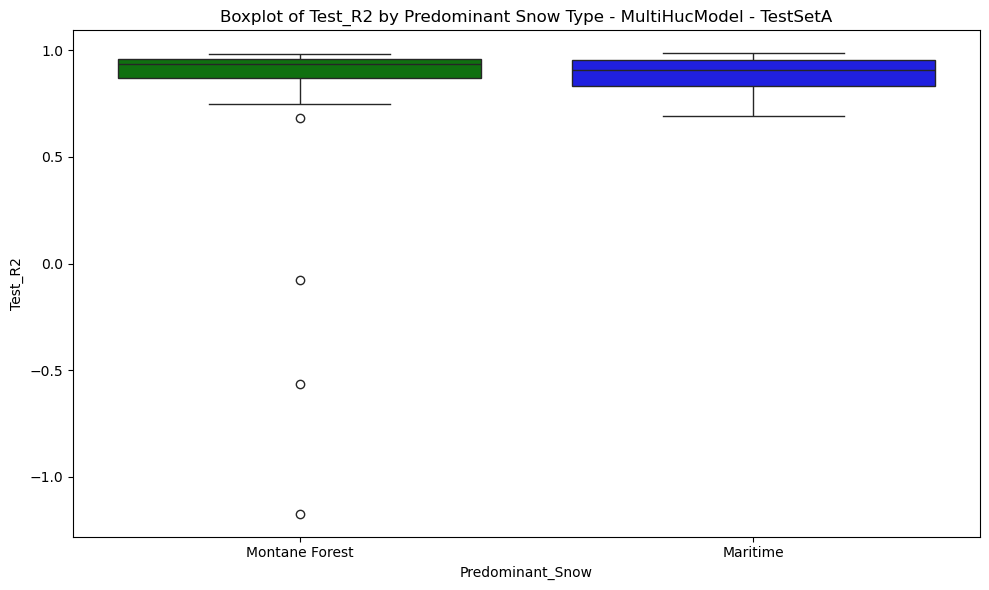 Boxplot of Test_R2 by Predominant Snow Type - MultiHucModel - TestSetA
Test_R2
1.0
0.5
0.0
−0.5
−1.0
Montane Forest
Maritime
Predominant_Snow